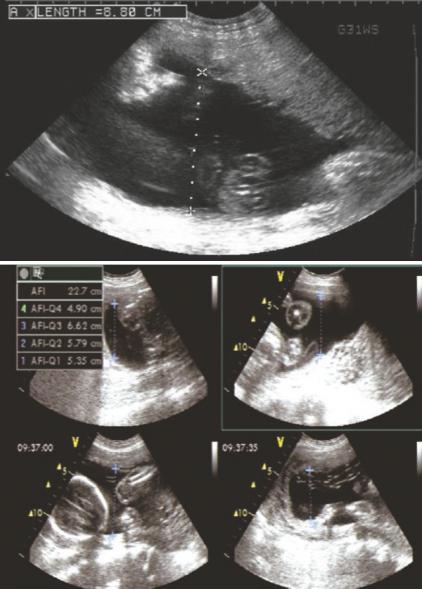 A ×LENGTH =8.80 CM
G31WS
AFI 22.7 cm
4 AFI-Q4 4.90 cm
3 AFI-Q3 6.62 cm
2 AFI-Q2 5.79 cm
1 AFI-Q1 5.35 cm
V
5
10
09:37:00
V
5
10
09:37:35
V
5
10